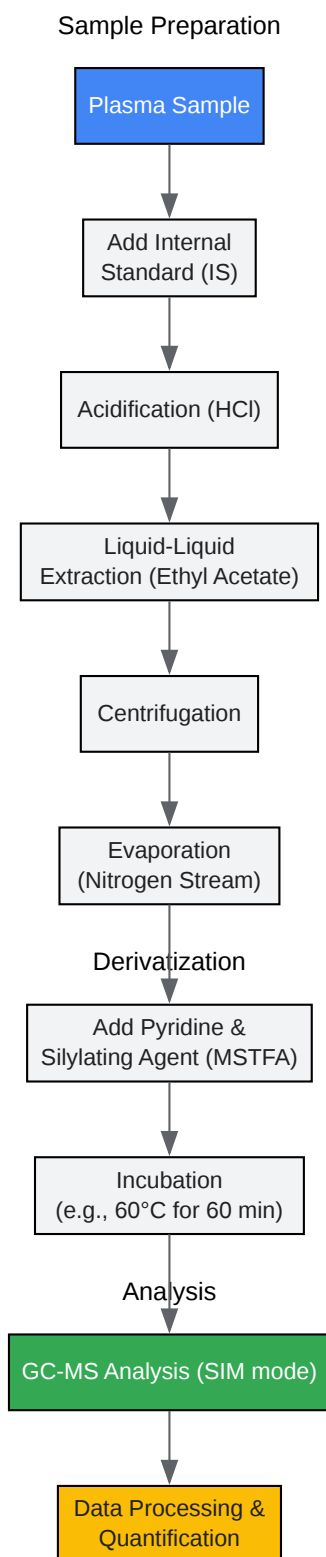 Sample Preparation
Plasma Sample
Add Internal
Standard (IS)
Acidification (HCl)
Liquid-Liquid
Extraction (Ethyl Acetate)
Centrifugation
Evaporation
(Nitrogen Stream)
Derivatization
Add Pyridine &
Silylating Agent (MSTFA)
Incubation
(e.g., 60°C for 60 min)
Analysis
GC-MS Analysis (SIM mode)
Data Processing &
Quantification